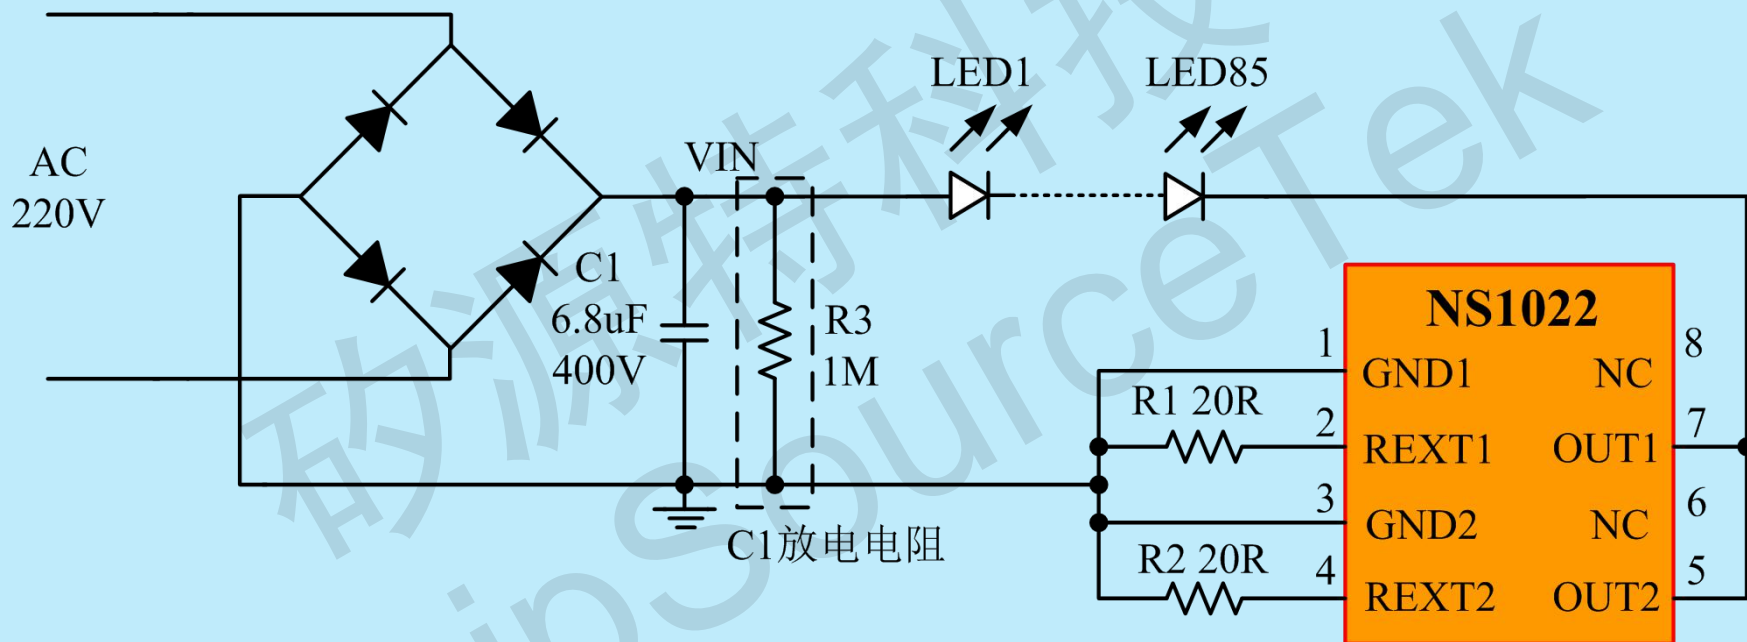 AC
220V
VIN
C1
6.8uF
400V
R3
1M
C1放电电阻
LED1
LED85
NS1022
1
GND1
NC
8
R1 20R
2
REXT1
OUT1
7
3
GND2
NC
6
R2 20R
4
REXT2
OUT2
5
矽源特科技
ipSourceTek